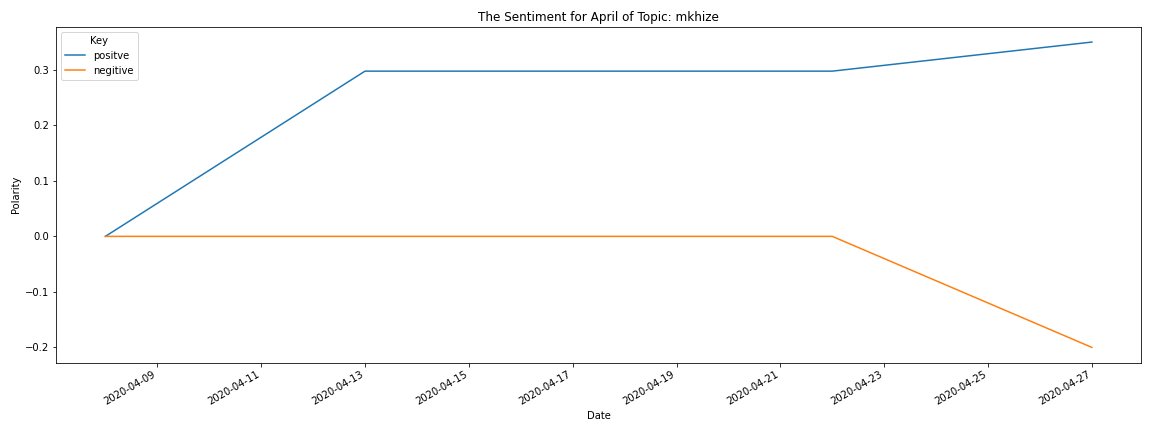 The Sentiment for April of Topic: mkhize
Key
positve
negitive
0.3
0.2
0.1
0.0
−0.1
−0.2
Polarity
2020-04-09
2020-04-11
2020-04-13
2020-04-15
2020-04-17
2020-04-19
2020-04-21
2020-04-23
2020-04-25
2020-04-27
Date